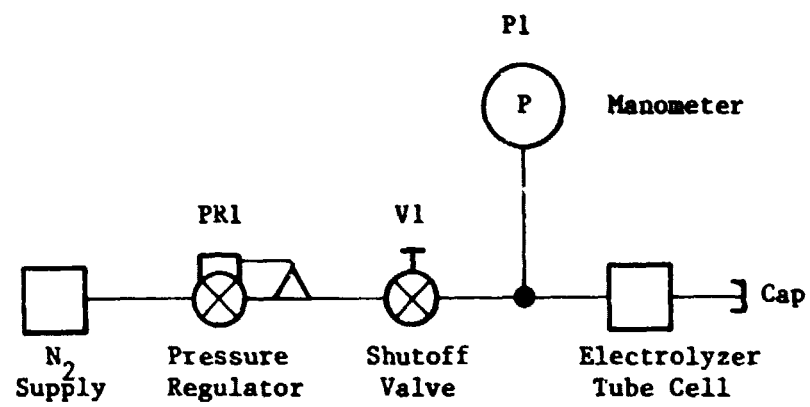 P1
P
Manometer
PR1
V1
Cap
N2
Supply
Pressure
Regulator
Shutoff
Valve
Electrolyzer
Tube Cell